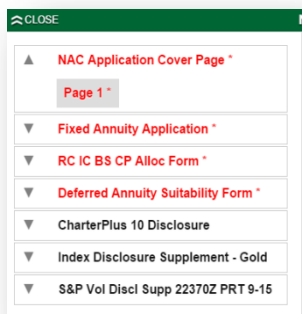 CLOSE
NAC Application Cover Page *
Page 1 *
Fixed Annuity Application *
RC IC BS CP Alloc Form *
Deferred Annuity Suitability Form *
CharterPlus 10 Disclosure
Index Disclosure Supplement - Gold
S&P Vol Discl Supp 22370Z PRT 9-15